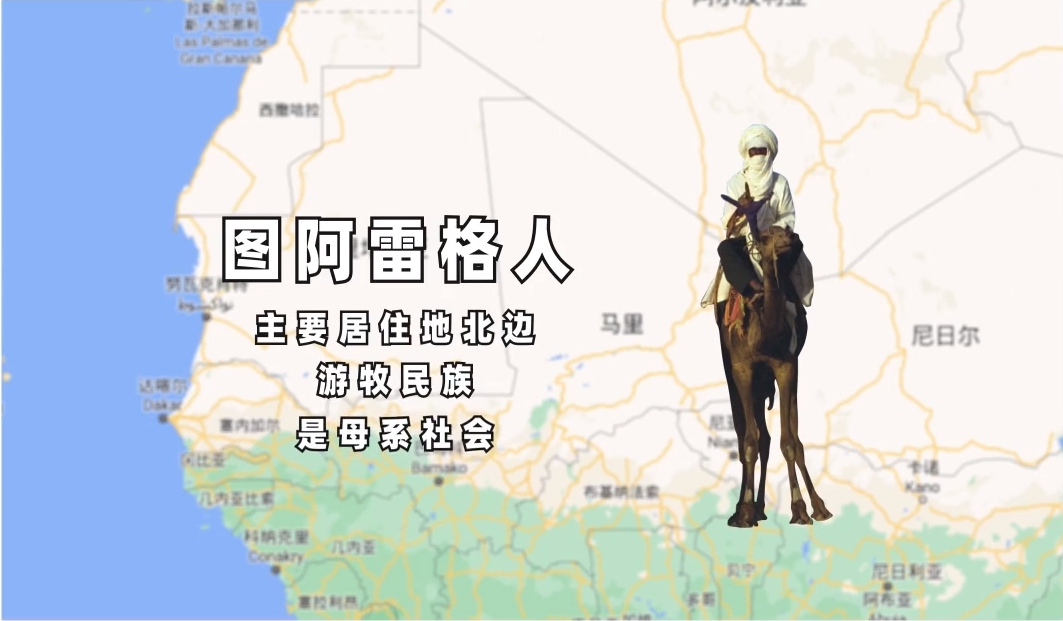 拉斯帕尔马
斯·大加那利
Las Palmas de
Gran Canaria
阿尔及利亚
西撒哈拉
图阿雷格人
努瓦克肖特
主要居住地北边
马里
尼日尔
游牧民族
达喀尔
Dakar
塞内加尔
是母系社会
Bamako
冈比亚
卡诺
Kano
几内亚比绍
布基纳法索
科纳克里
Conakry
几内亚
贝宁
尼日利亚
塞拉利昂
多哥
阿布亚
Abuja